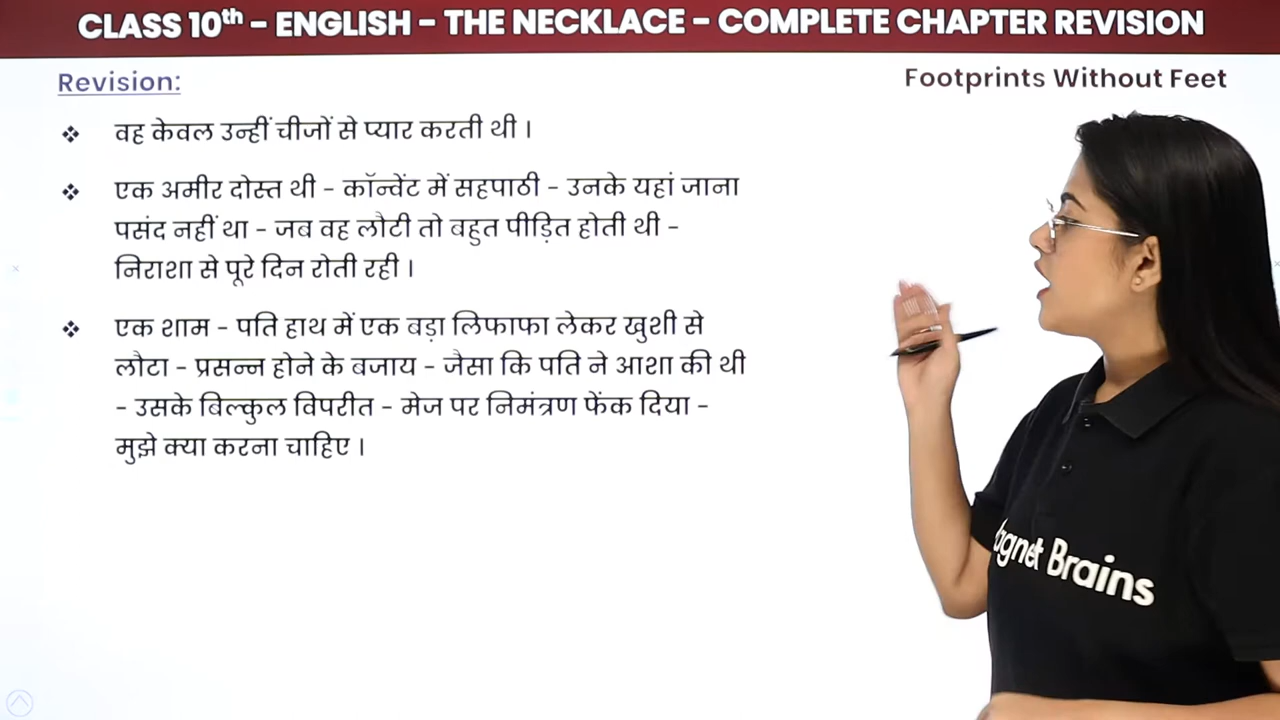 CLASS 10th – ENGLISH – THE NECKLACE – COMPLETE CHAPTER REVISION
Revision:
Footprints Without Feet
❖ वह केवल उन्हीं चीजों से प्यार करती थी ।
❖ एक अमीर दोस्त थी – कॉन्वेंट में सहपाठी – उनके यहां जाना
पसंद नहीं था – जब वह लौटी तो बहुत पीड़ित होती थी –
निराशा से पूरे दिन रोती रही ।
❖ एक शाम – पति हाथ में एक बड़ा लिफाफा लेकर खुशी से
लौटा – प्रसन्न होने के बजाय – जैसा कि पति ने आशा की थी
– उसके बिल्कुल विपरीत – मेज पर निमंत्रण फेंक दिया –
मुझे क्या करना चाहिए ।
agnet Brains